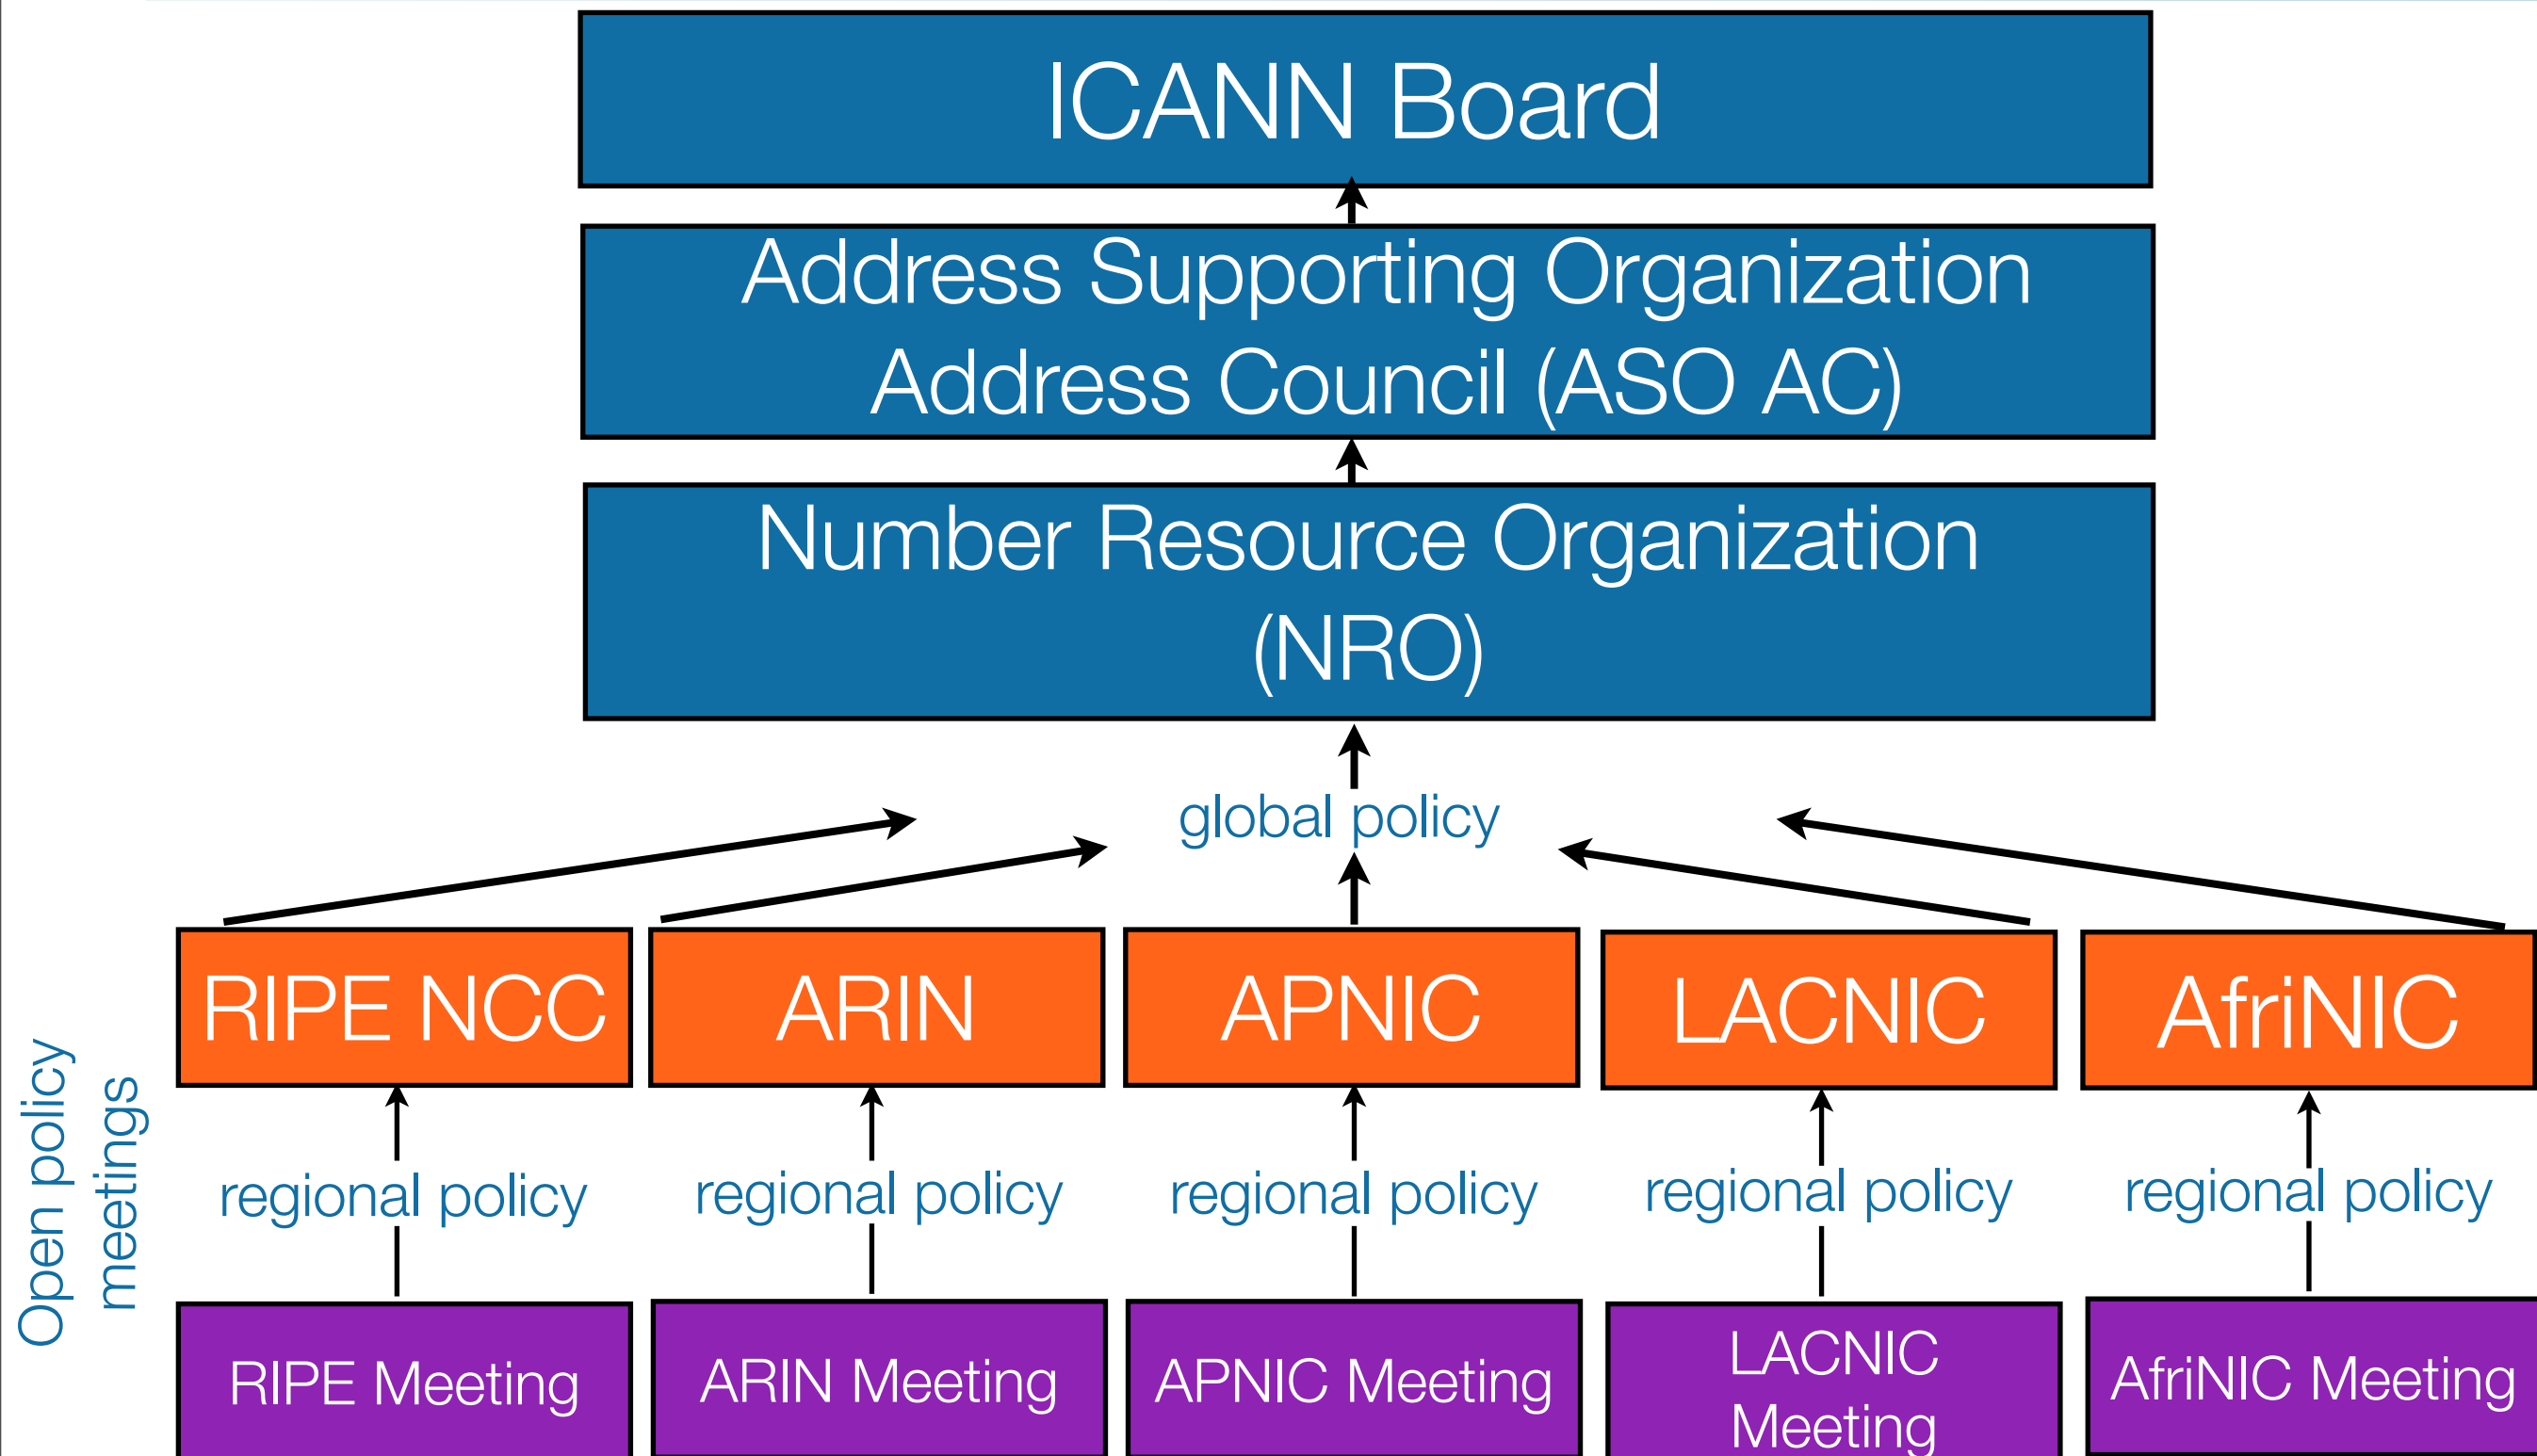 ICANN Board
Address Supporting Organization
Address Council (ASO AC)
Number Resource Organization
(NRO)
global policy
RIPE NCC
ARIN
APNIC
LACNIC
AfriNIC
Open policy
meetings
regional policy
regional policy
regional policy
regional policy
regional policy
RIPE Meeting
ARIN Meeting
APNIC Meeting
LACNIC
Meeting
AfriNIC Meeting